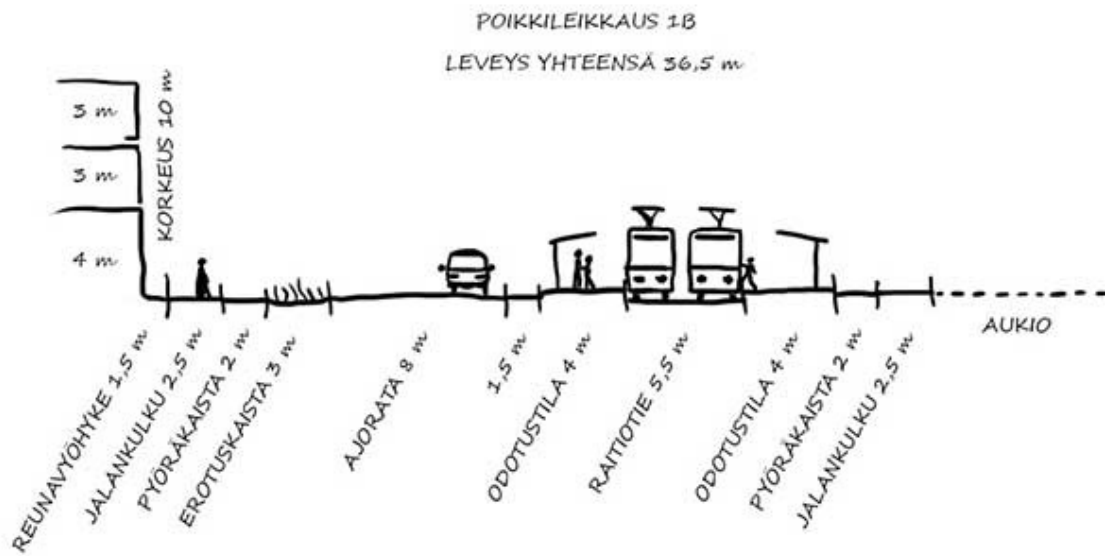 POIKKILEIKKAUS 1B
LEVEYS YHTEENSÄ 36,5 m
3 m
3 m
4 m
KORKEUS 10 m
REUNAVYÖHYKE 1,5 m
JALANKULKU 2,5 m
PYÖRÄKAISTA 2 m
EROTUSKAISTA 3 m
AJORATA 8 m
1,5 m
ODOTUSTILA 4 m
RAITIOTIE 5,5 m
ODOTUSTILA 4 m
PYÖRÄKAISTA 2 m
JALANKULKU 2,5 m
AUKIO